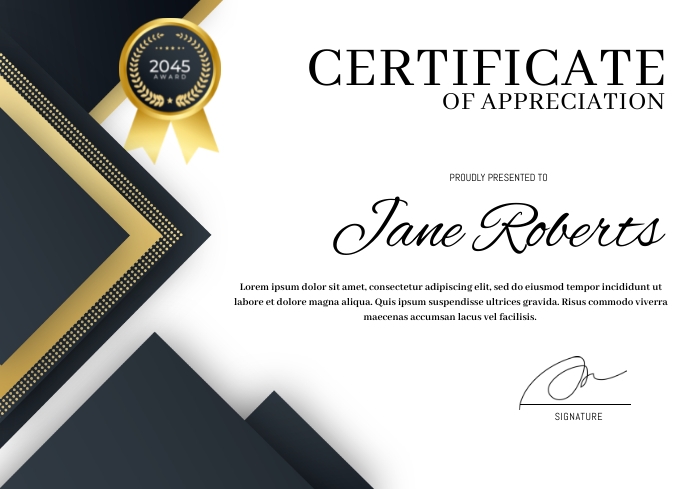 2045
AWARD
CERTIFICATE
OF APPRECIATION
PROUDLY PRESENTED TO
Jane Roberts
Lorem ipsum dolor sit amet, consectetur adipiscing elit, sed do eiusmod tempor incididunt ut
labore et dolore magna aliqua. Quis ipsum suspendisse ultrices gravida. Risus commodo viverra
maecenas accumsan lacus vel facilisis.
SIGNATURE